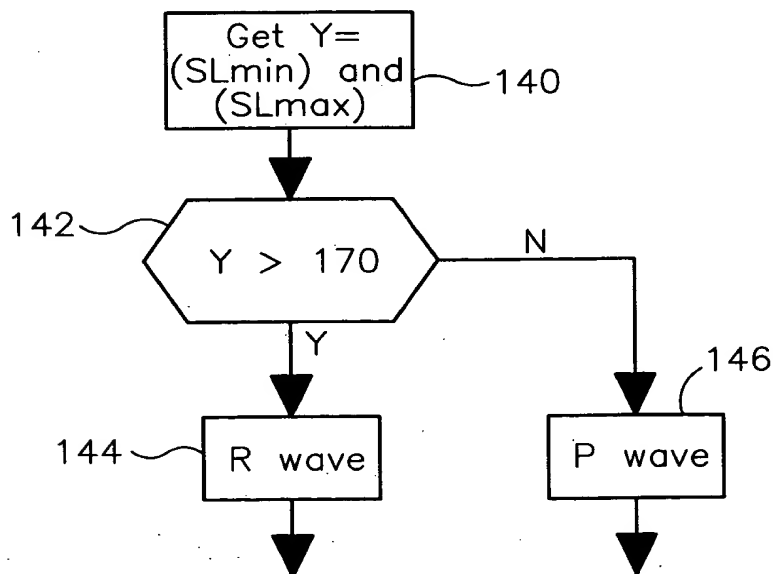 Get Y=
(SLmin) and
(SLmax)
140
142
Y > 170
N
Y
146
144
R wave
P wave